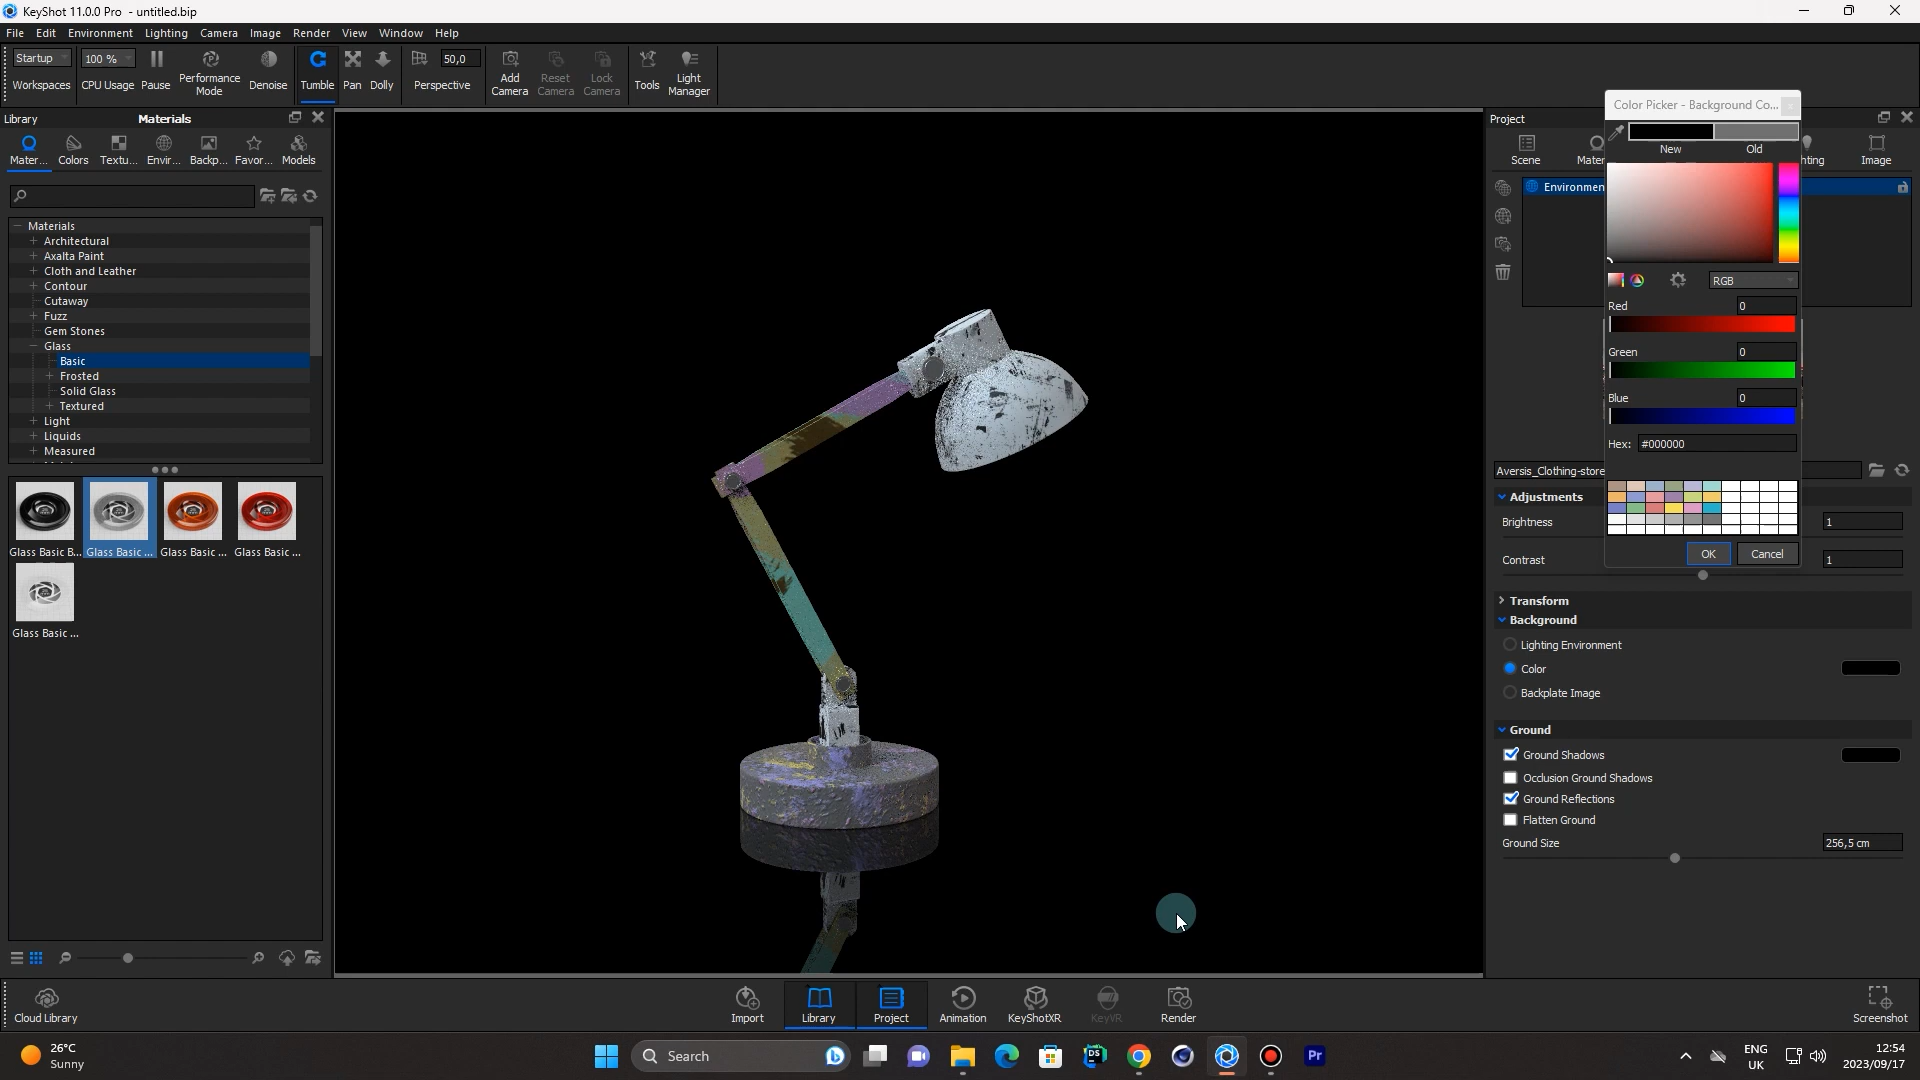 KeyShot 11.0.0 Pro - untitled.bip
File Edit Environment Lighting Camera Image Render View Window Help
Startup 100 % 50,0
Workspaces CPU Usage Pause Performance Mode Denoise Tumble Pan Dolly Perspective Add Camera Reset Camera Lock Camera Tools Light Manager
Library Materials
Mater... Colors Textu... Envir... Backp... Favor... Models
Materials
Architectural
Axalta Paint
Cloth and Leather
Contour
Cutaway
Fuzz
Gem Stones
Glass
Basic
Frosted
Solid Glass
Textured
Light
Liquids
Measured
Glass Basic B... Glass Basic ... Glass Basic ... Glass Basic ...
Glass Basic ...
Project
Scene Mater hting Image
Environmen
Color Picker - Background Co...
New Old
RGB
Red 0
Green 0
Blue 0
Hex: #000000
OK Cancel
Aversis_Clothing-store
Adjustments
Brightness 1
Contrast 1
Transform
Background
Lighting Environment
Color
Backplate Image
Ground
Ground Shadows
Occlusion Ground Shadows
Ground Reflections
Flatten Ground
Ground Size 256,5 cm
Cloud Library Import Library Project Animation KeyShotXR KeyVR Render Screenshot
26°C
Sunny
Search
DS
Pr
ENG
UK
12:54
2023/09/17